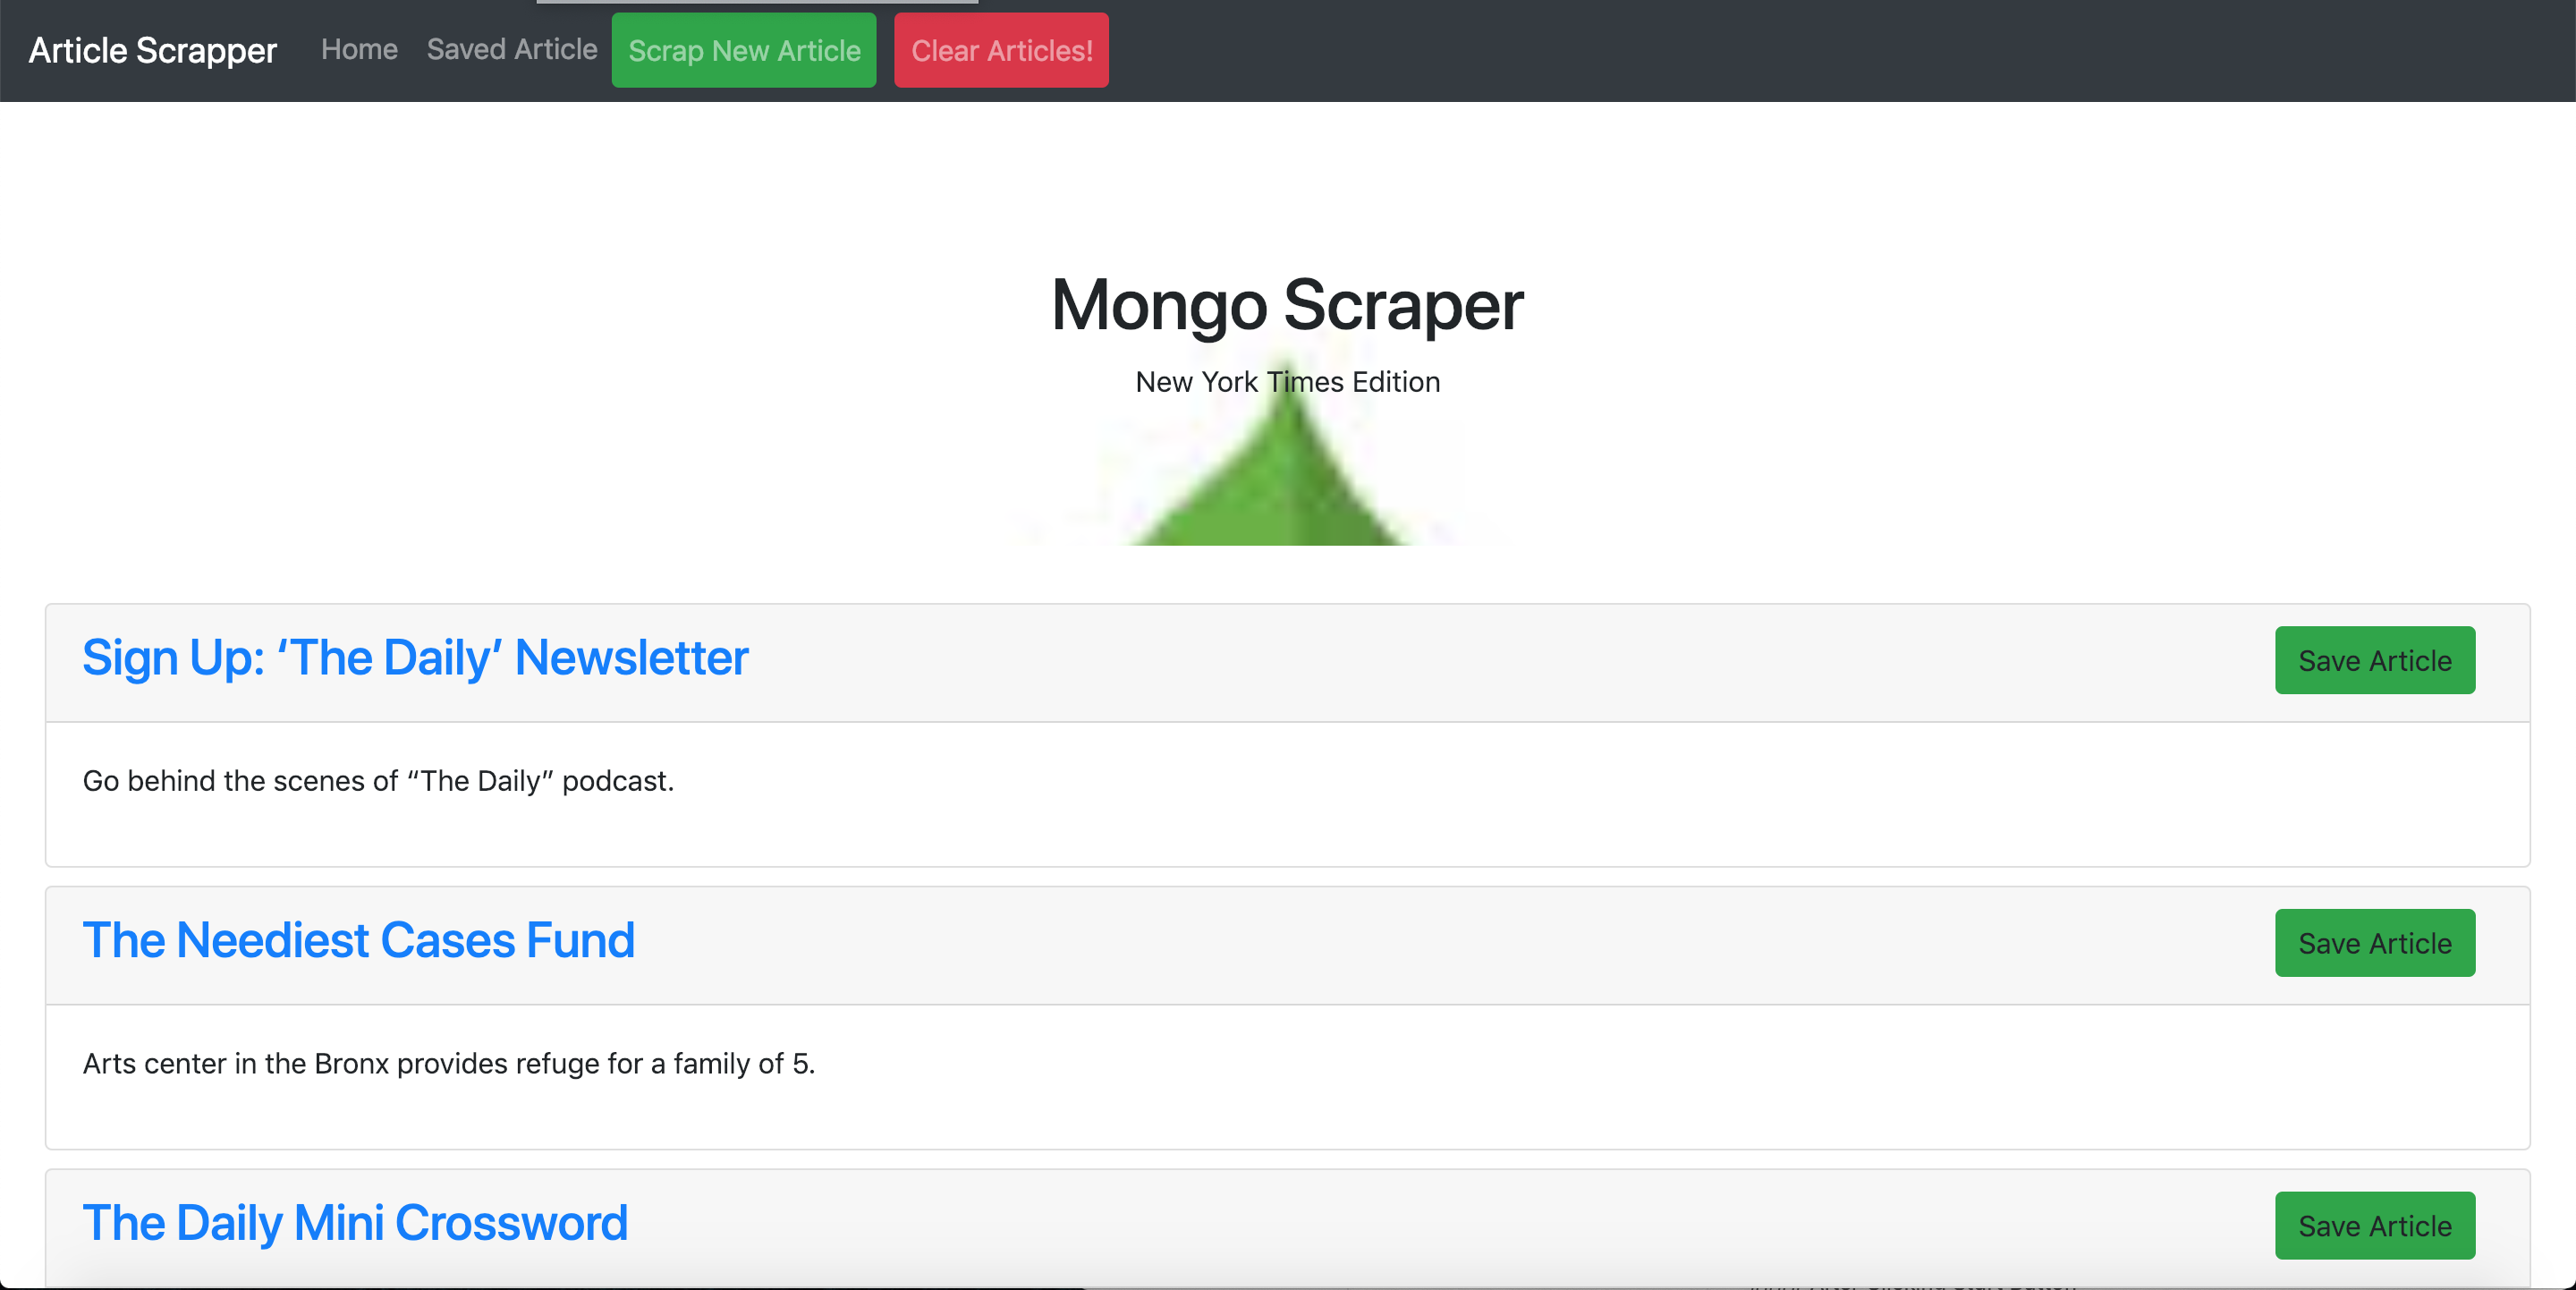 Article Scrapper Home Saved Article Scrap New Article Clear Articles!
Mongo Scraper
New York Times Edition
Sign Up: ‘The Daily’ Newsletter Save Article
Go behind the scenes of “The Daily” podcast.
The Neediest Cases Fund Save Article
Arts center in the Bronx provides refuge for a family of 5.
The Daily Mini Crossword Save Article